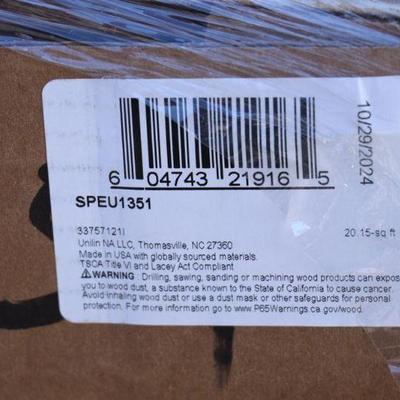 6 04743 21916 5
10/29/2024
SPEU1351
33757121I
20.15-sq ft
Unilin NA LLC, Thomasville, NC 27360
Made in USA with globally sourced materials.
TSCA Title VI and Lacey Act Compliant
⚠WARNING: Drilling, sawing, sanding or machining wood products can expos
you to wood dust, a substance known to the State of California to cause cancer.
Avoid inhaling wood dust or use a dust mask or other safeguards for personal
protection. For more information go to www.P65Warnings.ca.gov/wood.